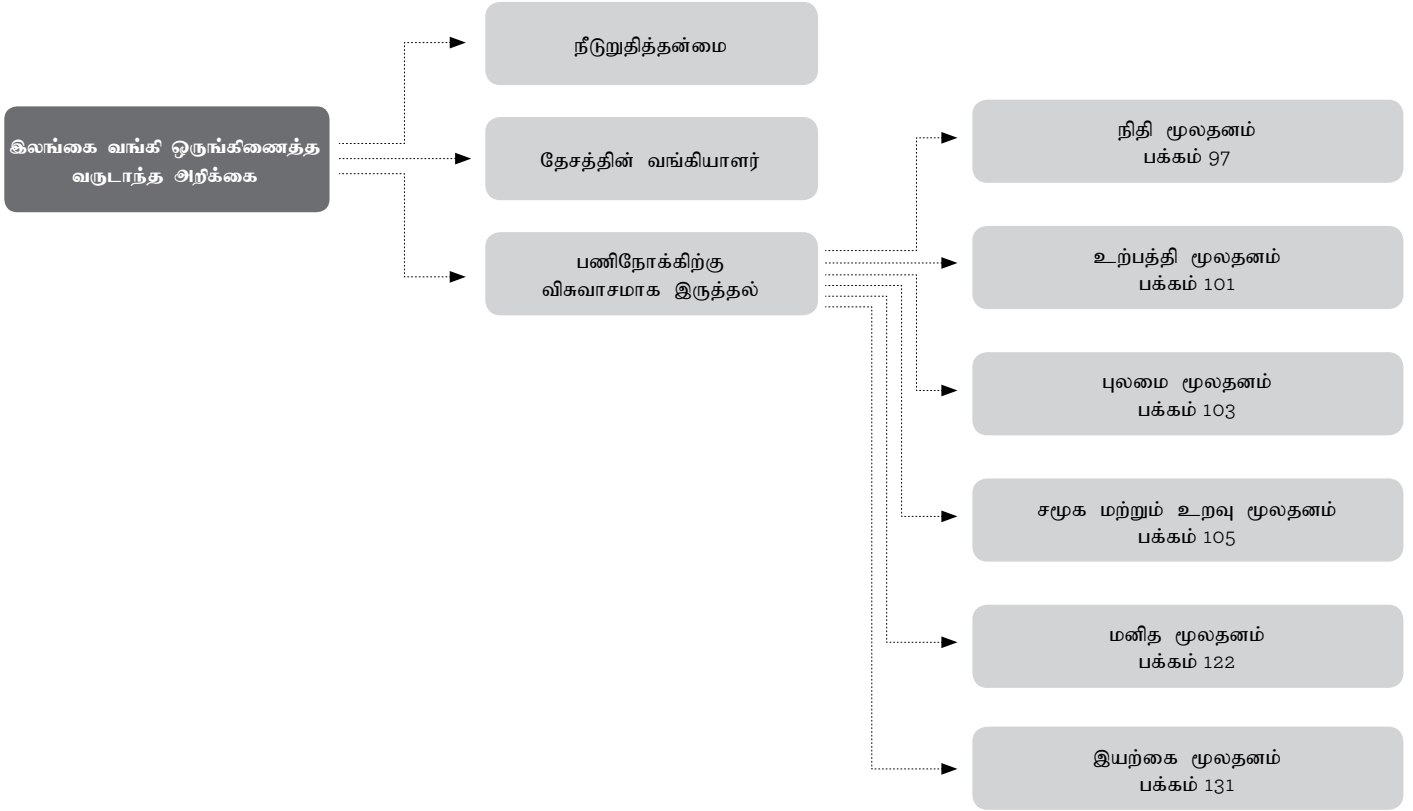 இலங்கை வங்கி ஒருங்கிணைத்த
வருடாந்த அறிக்கை
நீடுறுதித்தன்மை
தேசத்தின் வங்கியாளர்
பணிநோக்கிற்கு
விசுவாசமாக இருத்தல்
நிதி மூலதனம்
பக்கம் 97
உற்பத்தி மூலதனம்
பக்கம் 101
புலமை மூலதனம்
பக்கம் 103
சமூக மற்றும் உறவு மூலதனம்
பக்கம் 105
மனித மூலதனம்
பக்கம் 122
இயற்கை மூலதனம்
பக்கம் 131